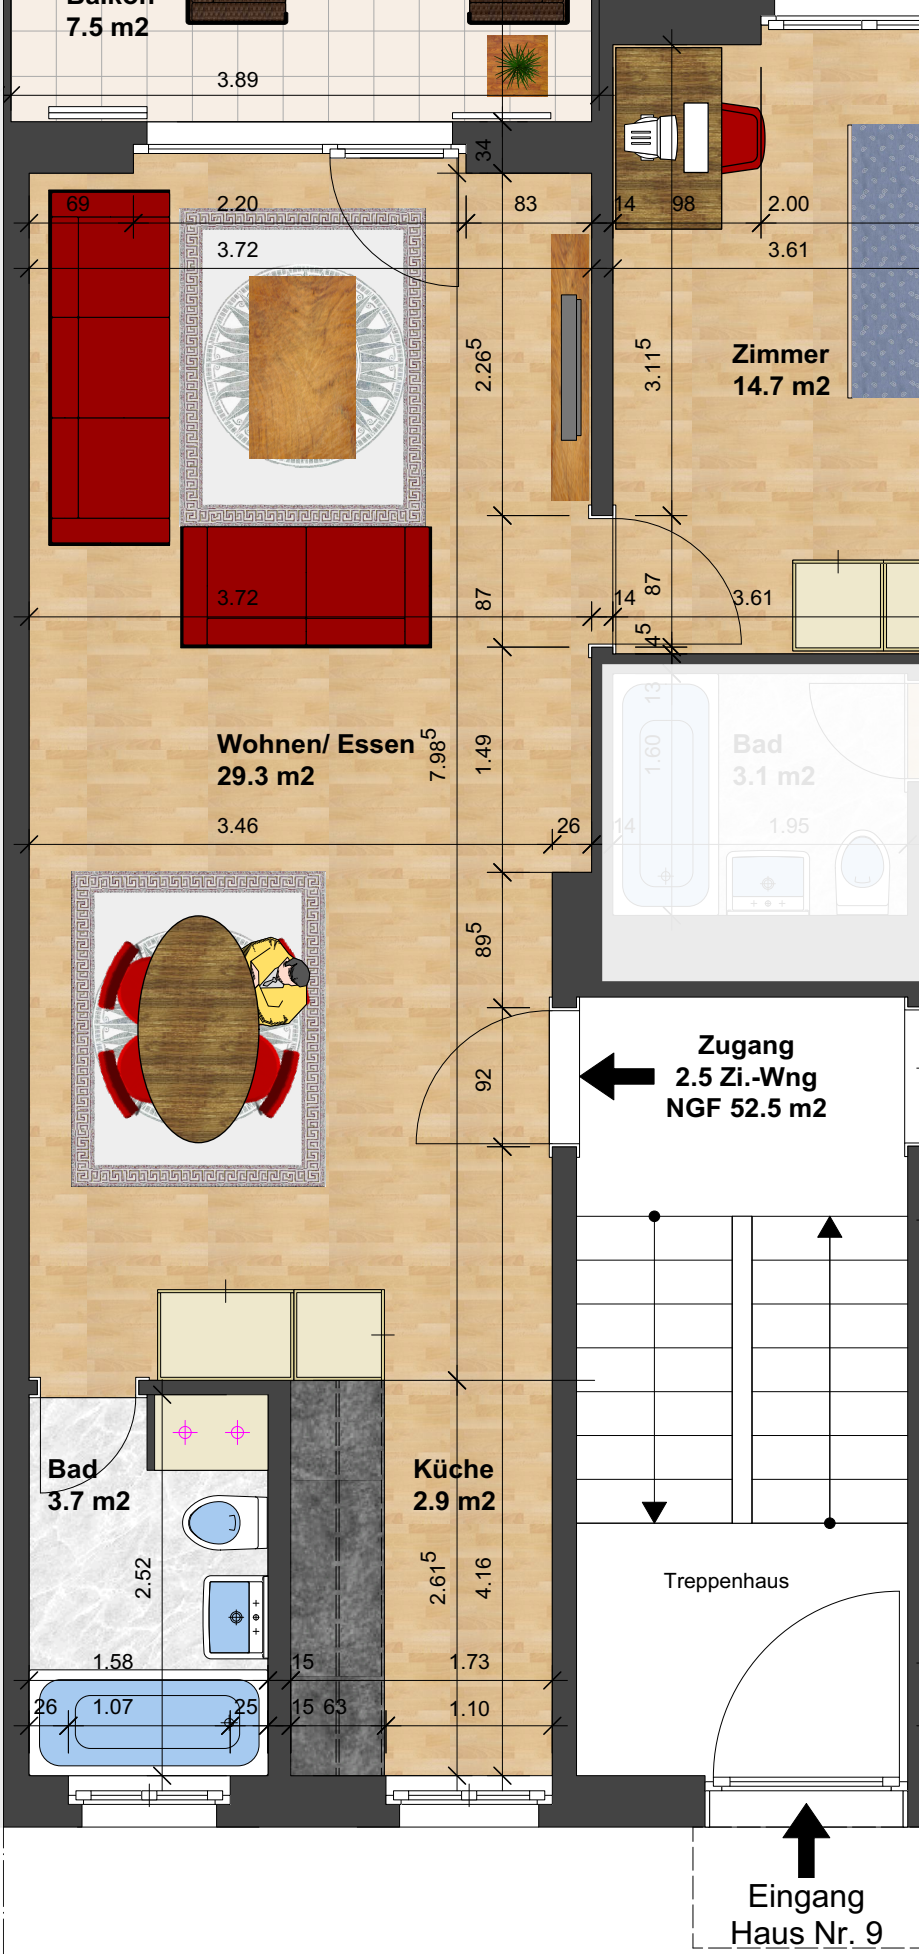 Balkon
7.5 m2
3.89
34
69
2.20
83
14
98
2.00
3.72
3.61
2.26⁵
3.11⁵
Zimmer
14.7 m2
3.72
87
14
87
3.61
4⁵
13
Wohnen/ Essen
29.3 m2
7.98⁵
1.49
1.60
Bad
3.1 m2
3.46
26
14
1.95
89⁵
92
Zugang
2.5 Zi.-Wng
NGF 52.5 m2
Bad
3.7 m2
Küche
2.9 m2
2.52
2.61⁵
4.16
Treppenhaus
1.58
15
1.73
26
1.07
25
15
63
1.10
Eingang
Haus Nr. 9